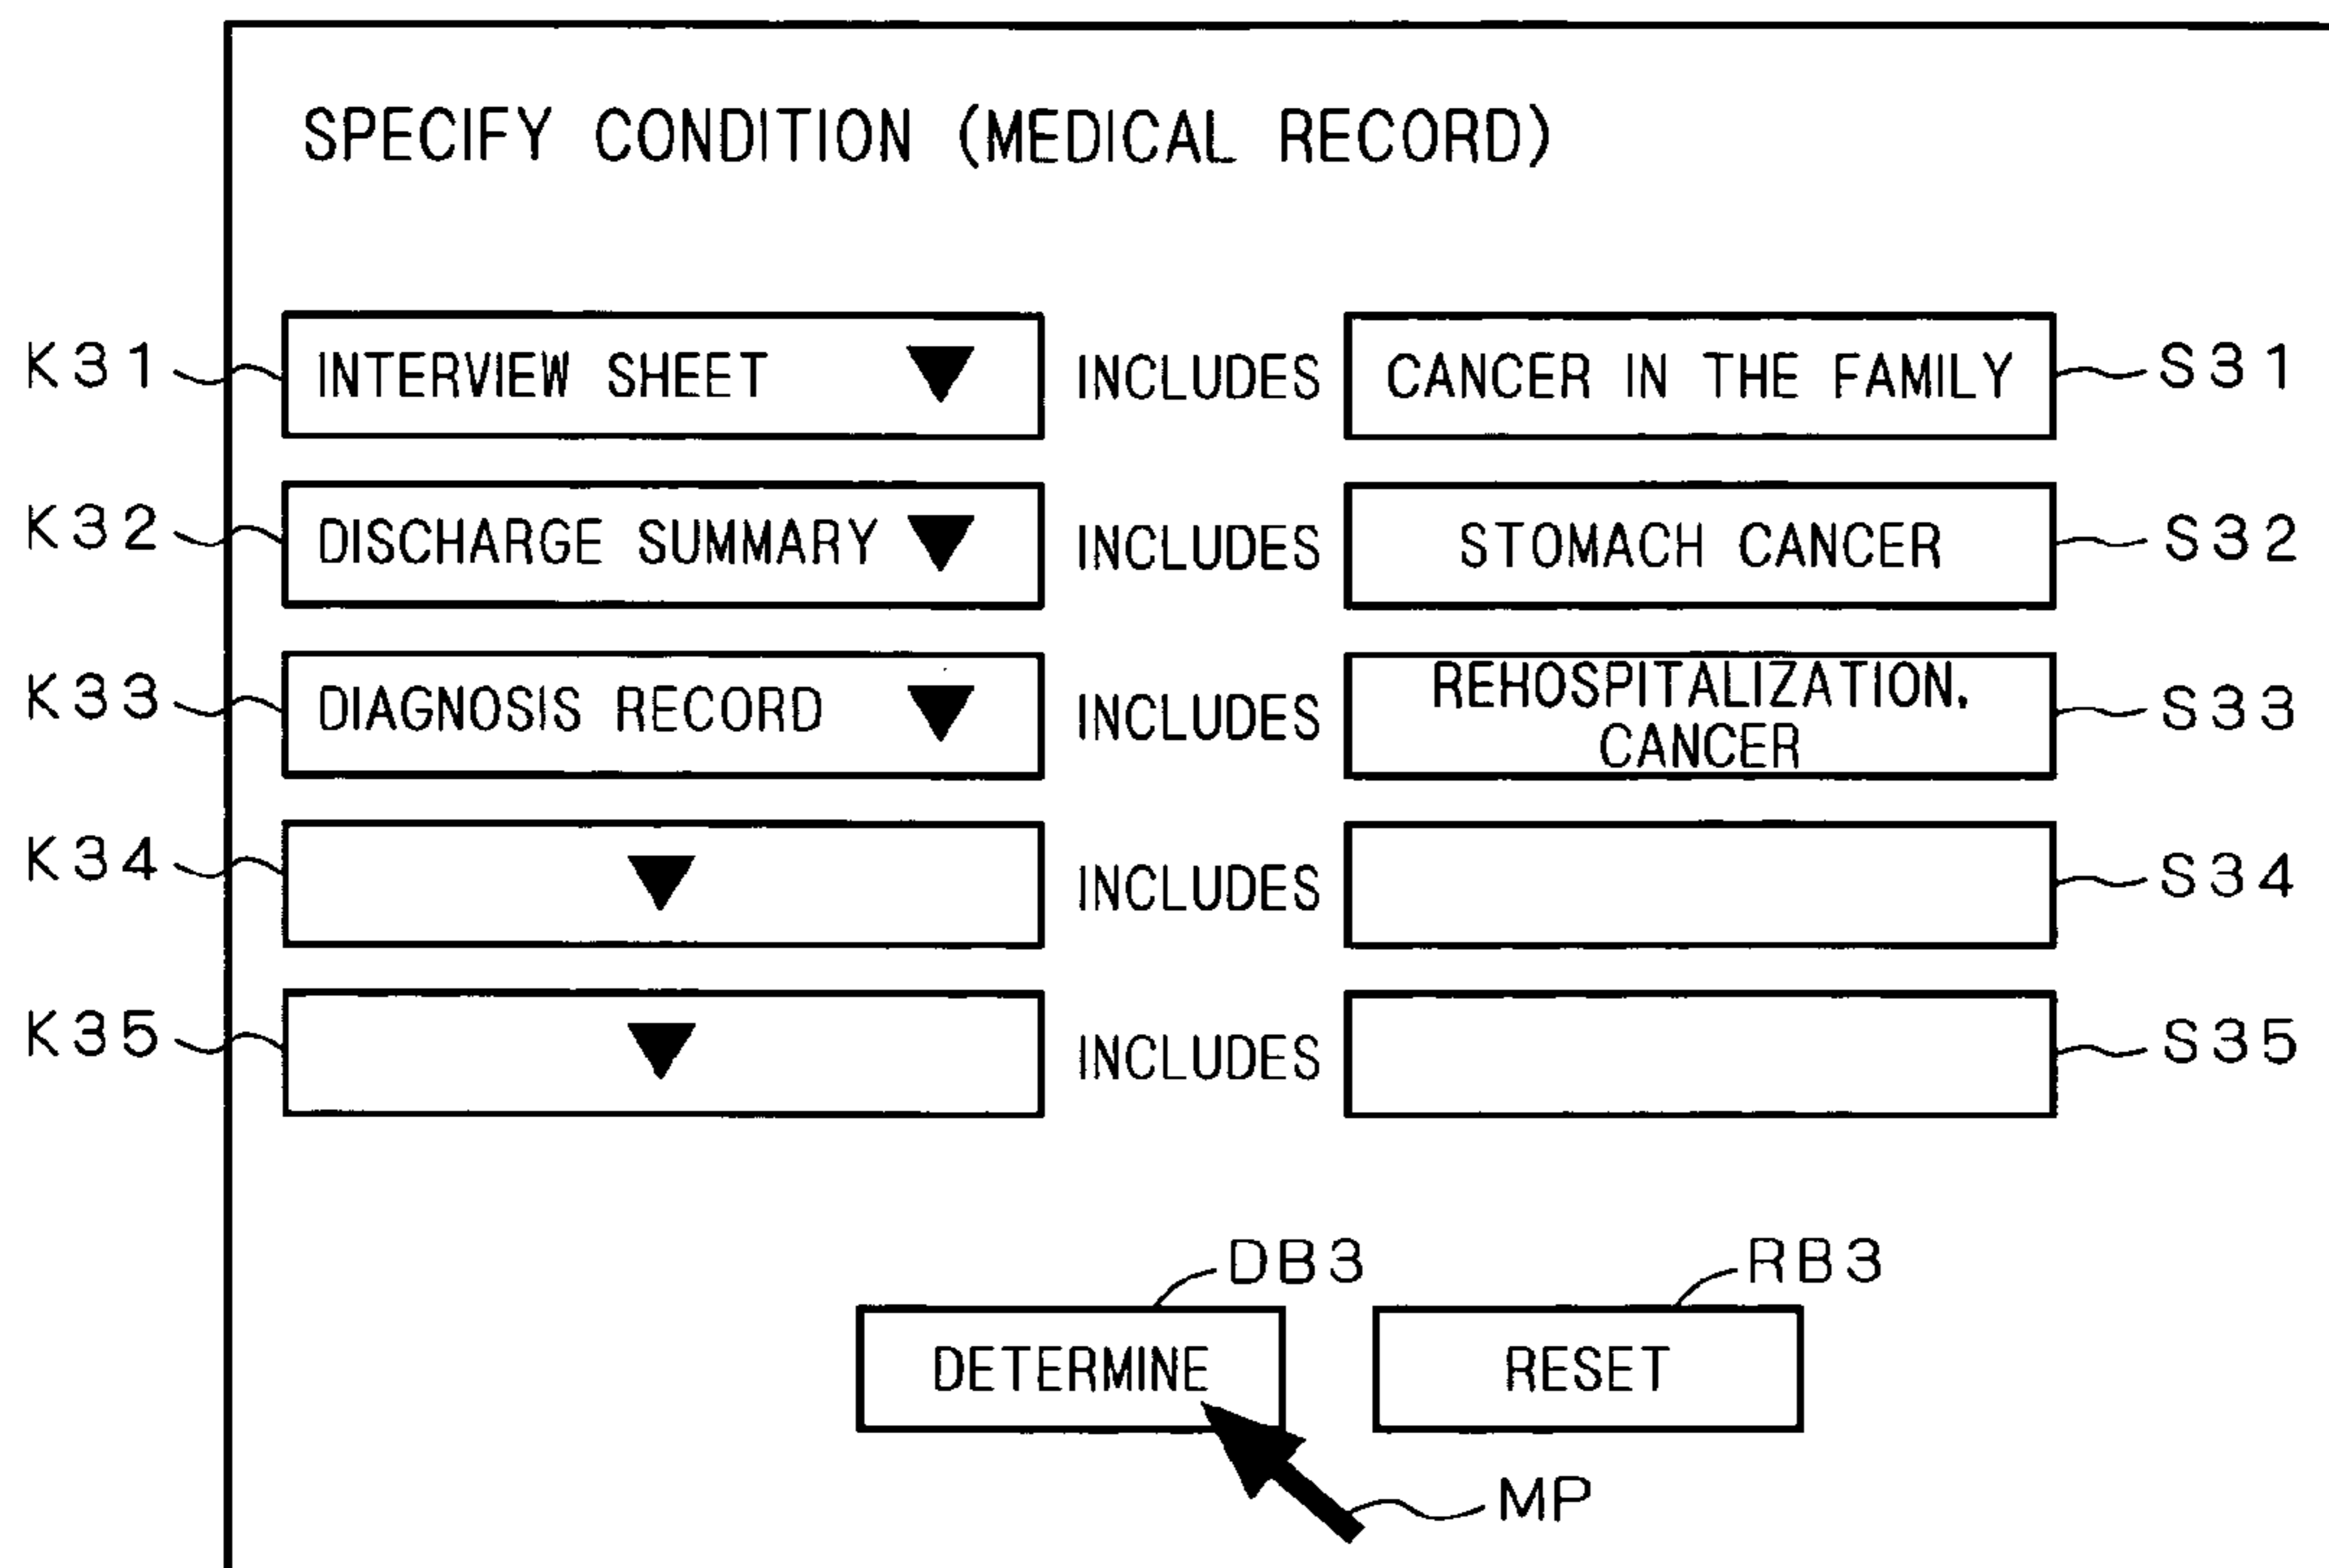 SPECIFY CONDITION (MEDICAL RECORD)
K31 INTERVIEW SHEET ▼ INCLUDES CANCER IN THE FAMILY S31
K32 DISCHARGE SUMMARY ▼ INCLUDES STOMACH CANCER S32
K33 DIAGNOSIS RECORD ▼ INCLUDES REHOSPITALIZATION, S33
CANCER
K34 ▼ INCLUDES S34
K35 ▼ INCLUDES S35
DB3 RB3
DETERMINE RESET
MP